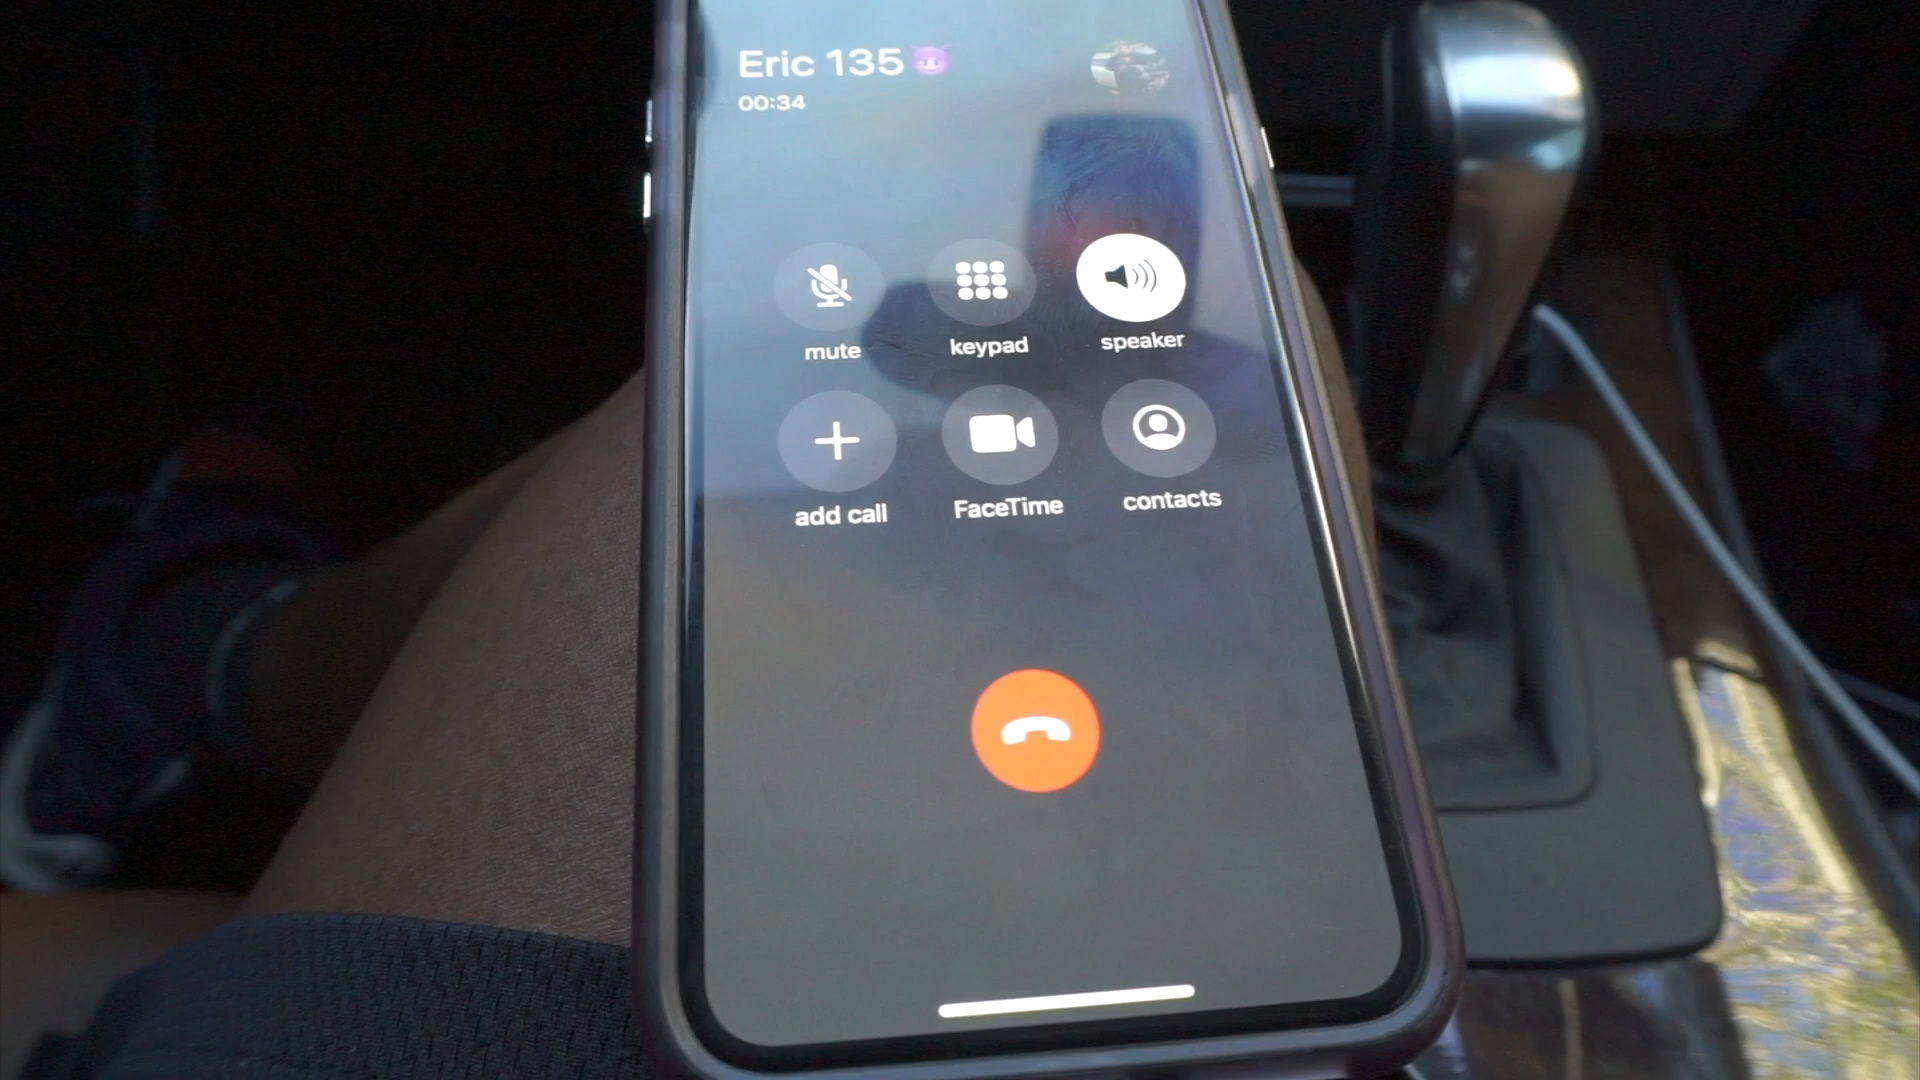 Eric 135😈
00:34
mute keypad speaker
add call FaceTime contacts